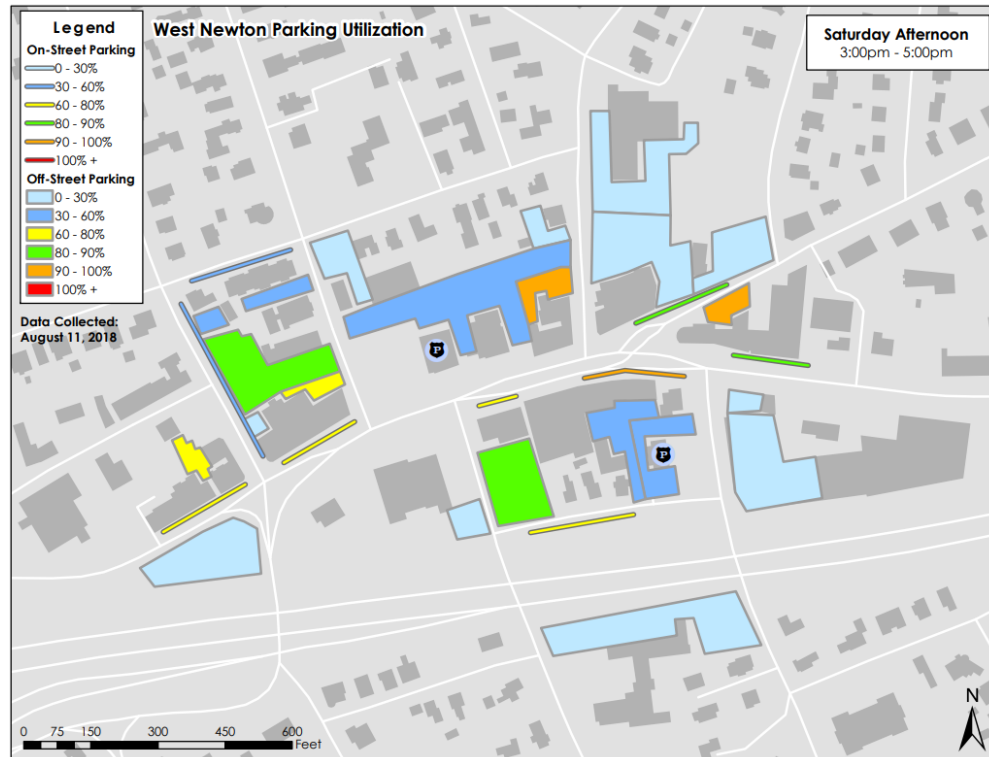 West Newton Parking Utilization
Saturday Afternoon
3:00pm - 5:00pm
Legend
On-Street Parking
0 - 30%
30 - 60%
60 - 80%
80 - 90%
90 - 100%
100% +
Off-Street Parking
0 - 30%
30 - 60%
60 - 80%
80 - 90%
90 - 100%
100% +
Data Collected:
August 11, 2018
P
P
N
0 75 150 300 450 600
Feet